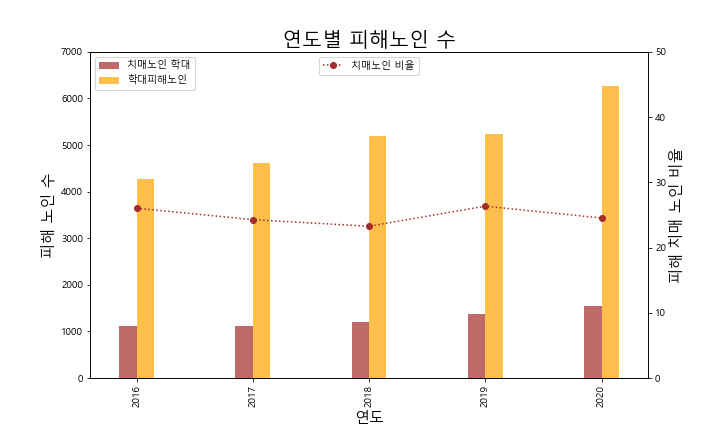 연도별 피해노인 수
치매노인 학대
학대피해노인
치매노인 비율
7000
6000
5000
4000
3000
2000
1000
0
피해 노인 수
50
40
30
20
10
0
피해 치매 노인 비율
2016
2017
2018
2019
2020
연도